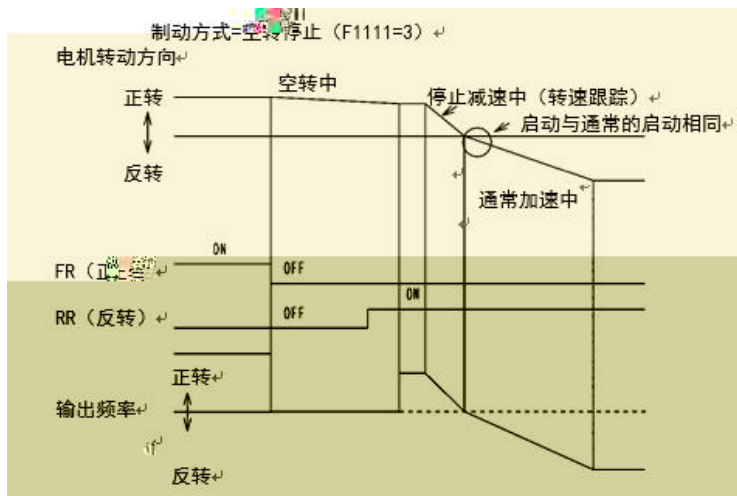 制动方式=空转停止（F1111=3）
电机转动方向
正转
空转中
停止减速中（转速跟踪）
启动与通常的启动相同
反转
通常加速中
ON
FR（
OFF
ON
RR（反转）
OFF
正转
输出频率
反转